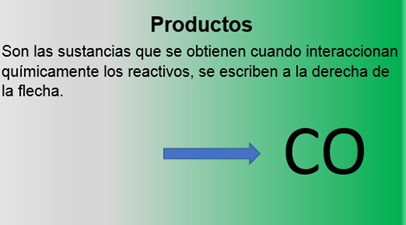 Productos
Son las sustancias que se obtienen cuando interaccionan
químicamente los reactivos, se escriben a la derecha de
la flecha.
CO